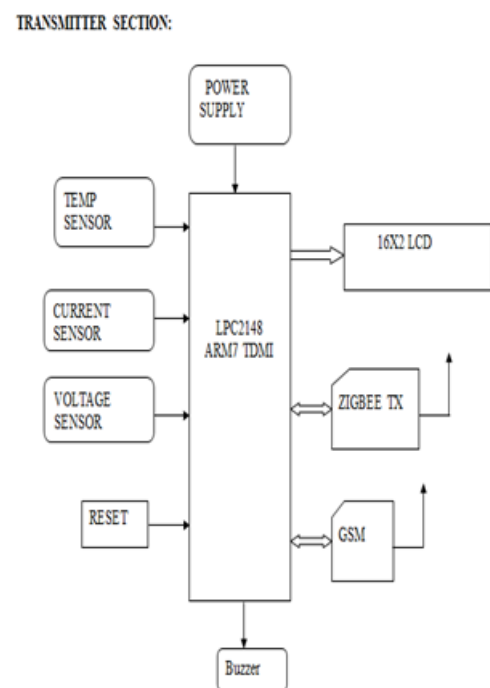 TRANSMITTER SECTION:
POWER
SUPPLY
TEMP
SENSOR
16X2 LCD
CURRENT
SENSOR
LPC2148
ARM7 TDMI
VOLTAGE
SENSOR
ZIGBEE TX
RESET
GSM
Buzzer